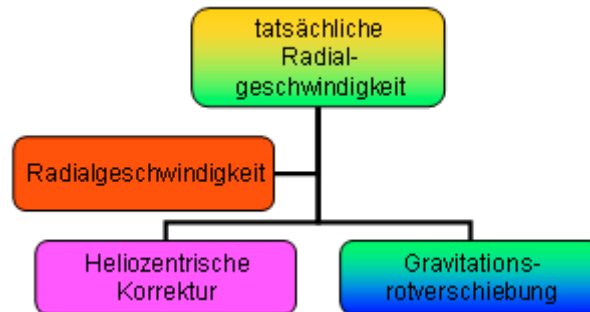 tatsächliche
Radial-
geschwindigkeit
Radialgeschwindigkeit
Heliozentrische
Korrektur
Gravitations-
rotverschiebung